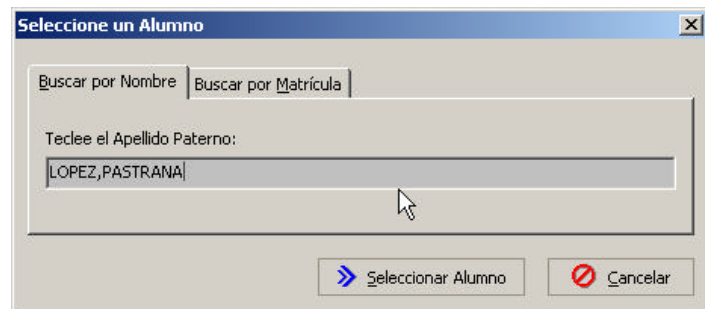 Seleccione un Alumno
Buscar por Nombre
Buscar por Matrícula
Teclee el Apellido Paterno:
LOPEZ,PASTRANA
Seleccionar Alumno
Cancelar